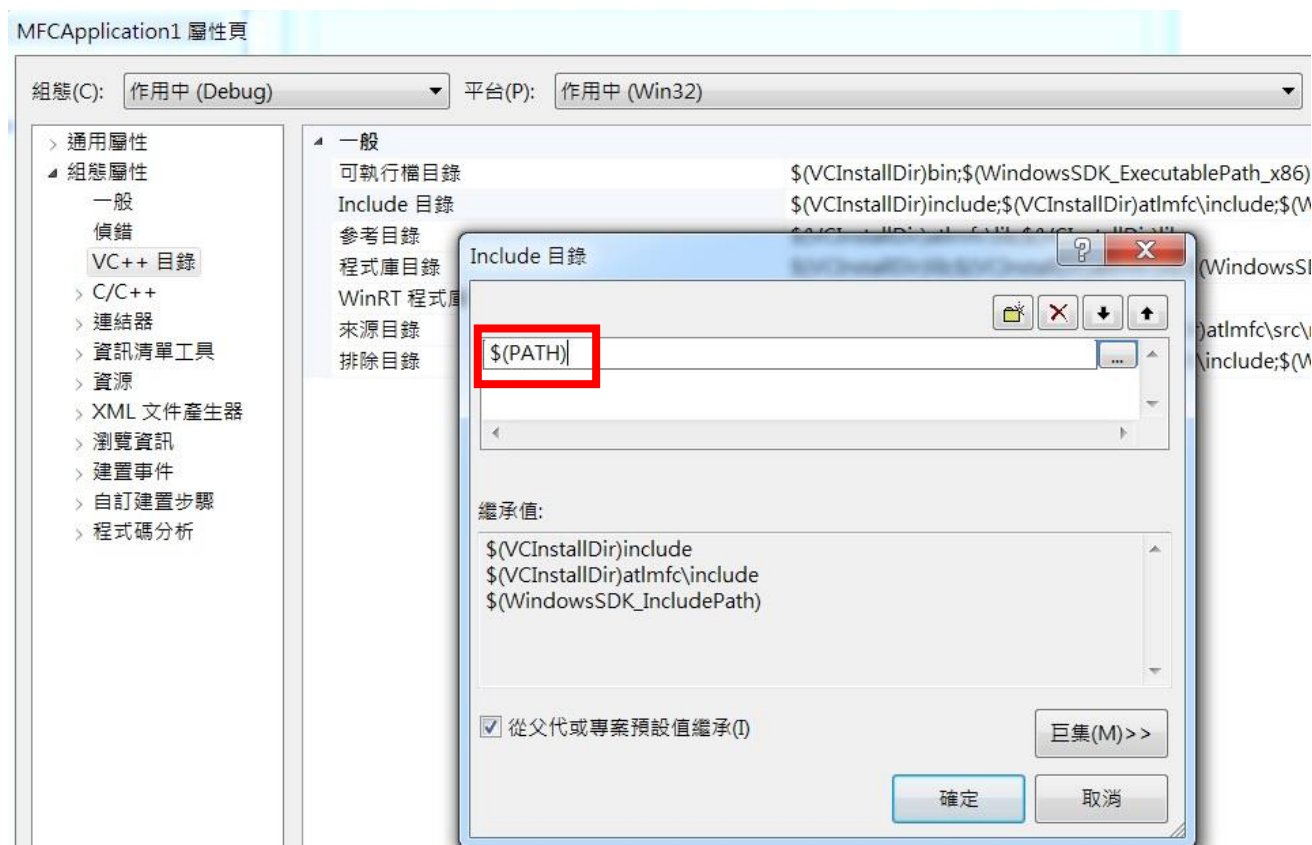 MFCApplication1 屬性頁
組態(C): 作用中 (Debug) 平台(P): 作用中 (Win32)
通用屬性
組態屬性
一般
偵錯
VC++ 目錄
C/C++
連結器
資訊清單工具
資源
XML 文件產生器
瀏覽資訊
建置事件
自訂建置步驟
程式碼分析
一般
可執行檔目錄 $(VCInstallDir)bin;$(WindowsSDK_ExecutablePath_x86)
Include 目錄 $(VCInstallDir)include;$(VCInstallDir)atlmfc\include;$(W
參考目錄
程式庫目錄 (WindowsSI
WinRT 程式庫
來源目錄 )atlmfc\src\
排除目錄 \include;$(W
Include 目錄
$(PATH)
...
繼承值:
$(VCInstallDir)include
$(VCInstallDir)atlmfc\include
$(WindowsSDK_IncludePath)
從父代或專案預設值繼承(I)
巨集(M)>>
確定 取消